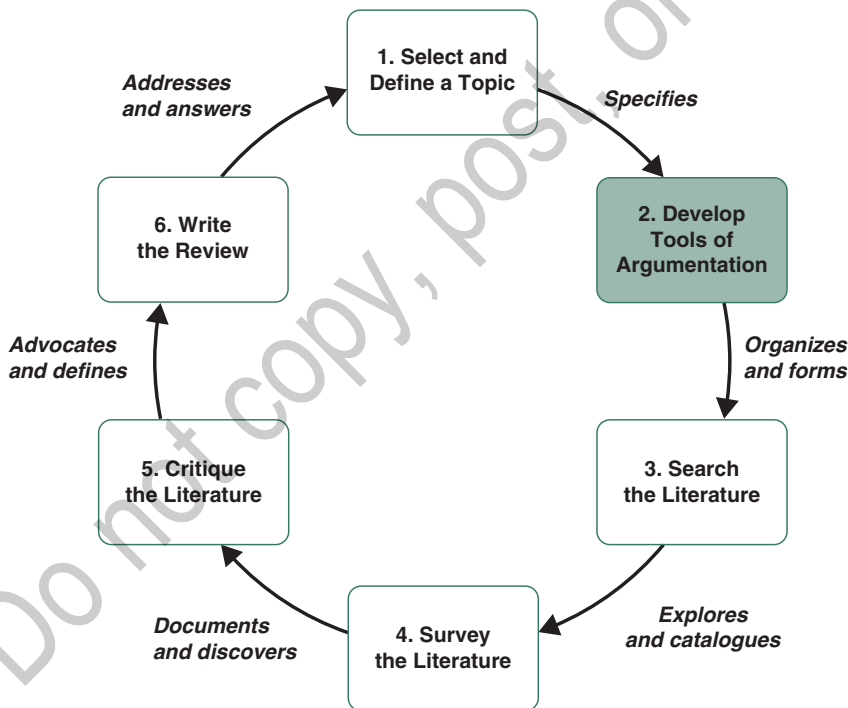 1. Select and
Define a Topic
Specifies
2. Develop
Tools of
Argumentation
Organizes
and forms
3. Search
the Literature
Explores
and catalogues
4. Survey
the Literature
Documents
and discovers
5. Critique
the Literature
Advocates
and defines
6. Write
the Review
Addresses
and answers
Do not copy, post, or